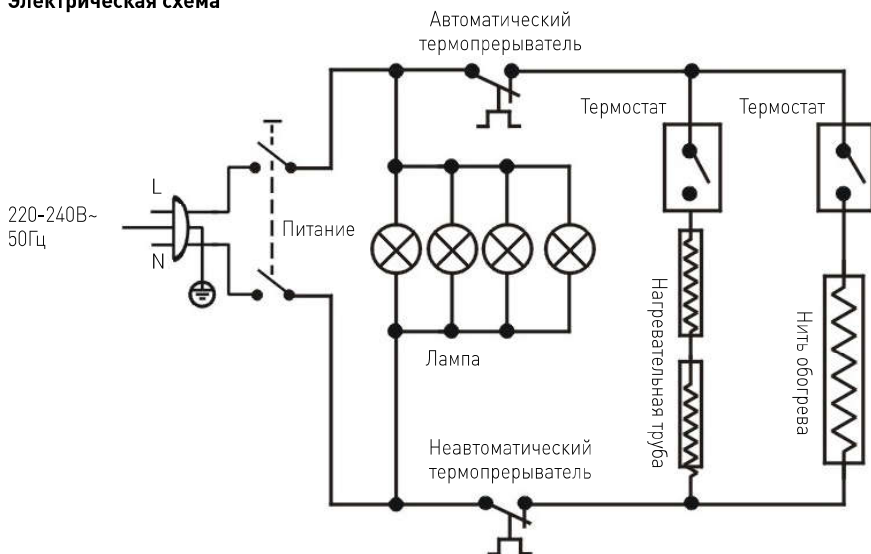 Электрическая схема
Автоматический
термопрерыватель
Термостат
Термостат
L
220-240В~
50Гц
N
Питание
Лампа
Нагревательная труба
Нить обогрева
Неавтоматический
термопрерыватель